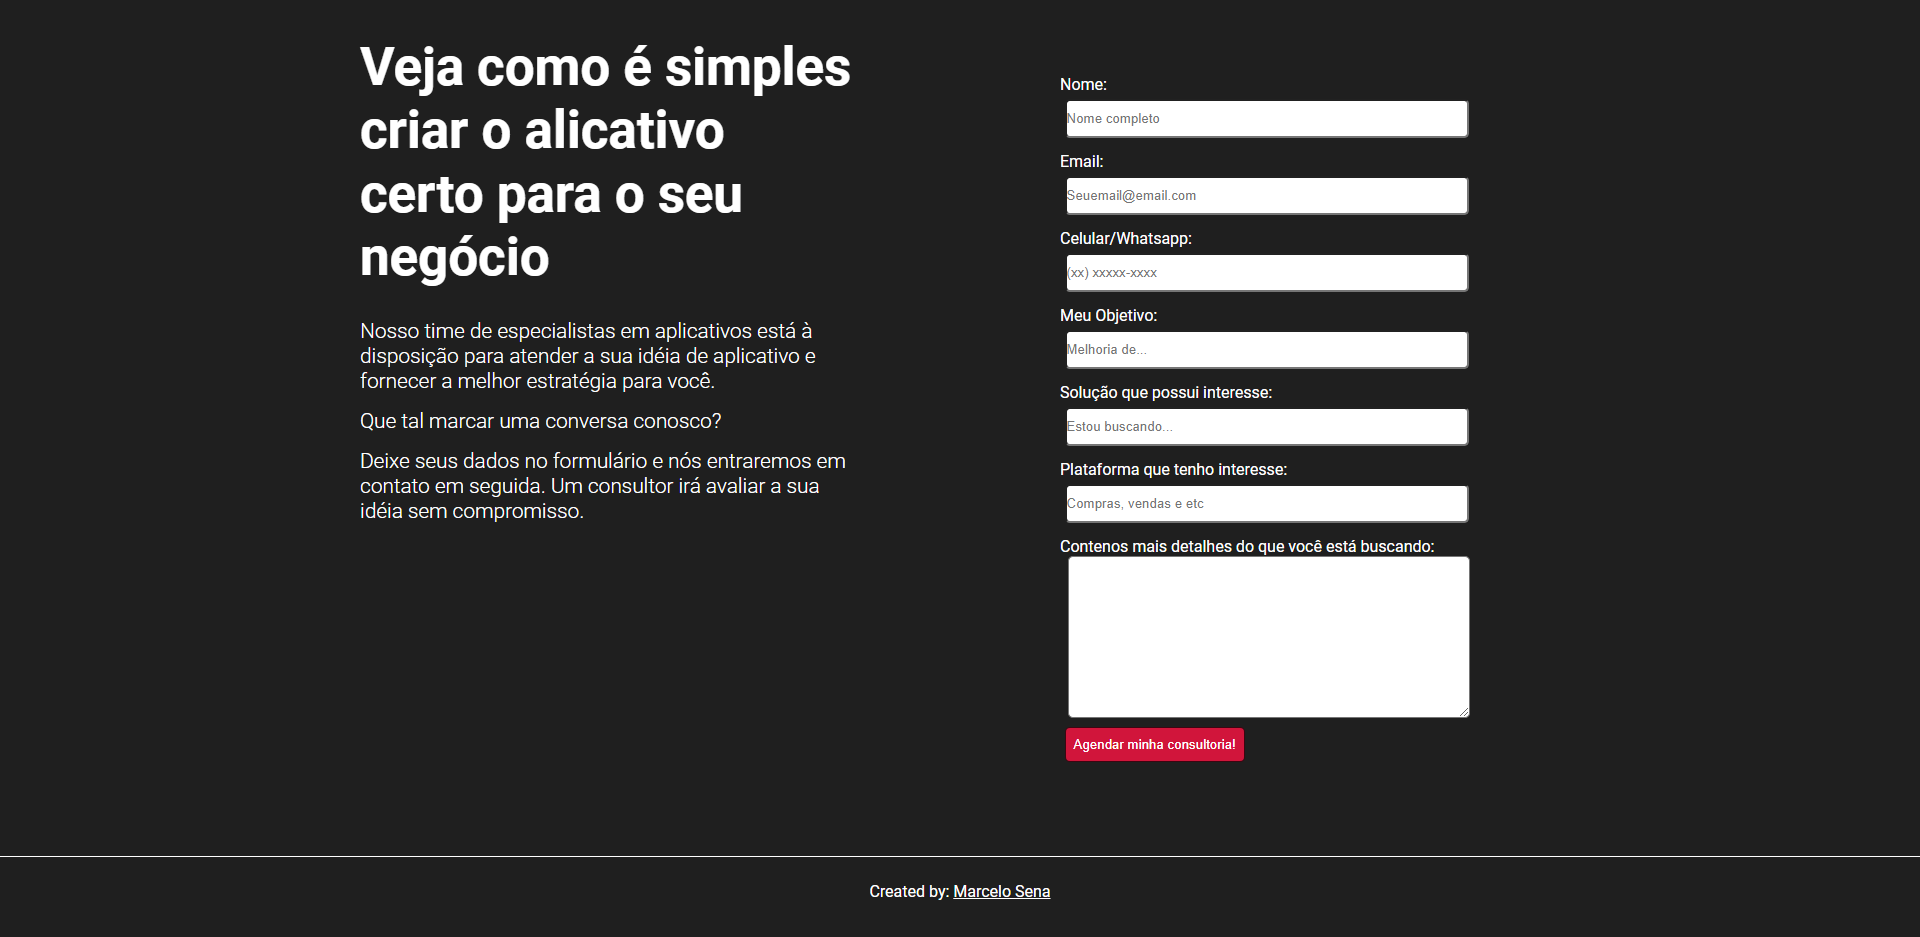 Veja como é simples
criar o alicativo
certo para o seu
negócio
Nosso time de especialistas em aplicativos está à
disposição para atender a sua idéia de aplicativo e
fornecer a melhor estratégia para você.
Que tal marcar uma conversa conosco?
Deixe seus dados no formulário e nós entraremos em
contato em seguida. Um consultor irá avaliar a sua
idéia sem compromisso.
Nome:
Nome completo
Email:
Seuemail@email.com
Celular/Whatsapp:
(xx) xxxxx-xxxx
Meu Objetivo:
Melhoria de...
Solução que possui interesse:
Estou buscando...
Plataforma que tenho interesse:
Compras, vendas e etc
Contenos mais detalhes do que você está buscando:
Agendar minha consultoria!
Created by: Marcelo Sena